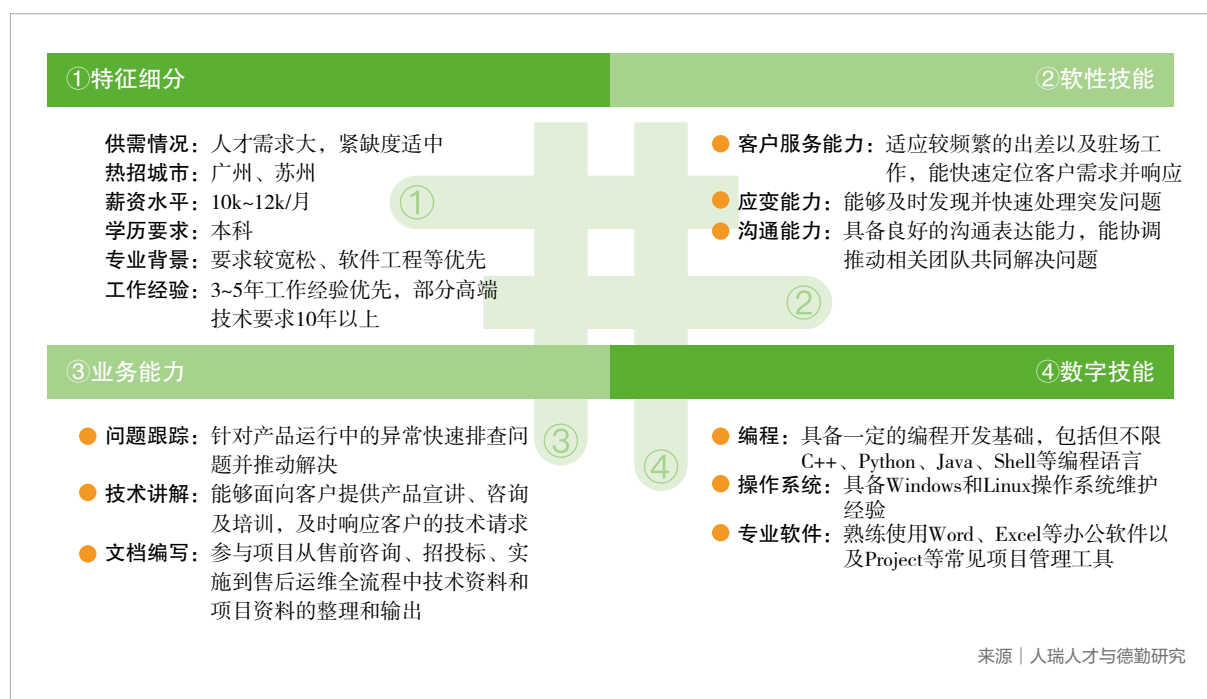 ①特征细分
供需情况：人才需求大，紧缺度适中
热招城市：广州、苏州
薪资水平：10k~12k/月
学历要求：本科
专业背景：要求较宽松、软件工程等优先
工作经验：3~5年工作经验优先，部分高端
技术要求10年以上
①
②软性技能
客户服务能力：适应较频繁的出差以及驻场工
作，能快速定位客户需求并响应
应变能力：能够及时发现并快速处理突发问题
沟通能力：具备良好的沟通表达能力，能协调
推动相关团队共同解决问题
②
③业务能力
问题跟踪：针对产品运行中的异常快速排查问
题并推动解决
技术讲解：能够面向客户提供产品宣讲、咨询
及培训，及时响应客户的技术请求
文档编写：参与项目从售前咨询、招投标、实
施到售后运维全流程中技术资料和
项目资料的整理和输出
③
④数字技能
④
编程：具备一定的编程开发基础，包括但不限
C++、Python、Java、Shell等编程语言
操作系统：具备Windows和Linux操作系统维护
经验
专业软件：熟练使用Word、Excel等办公软件以
及Project等常见项目管理工具
来源｜人瑞人才与德勤研究